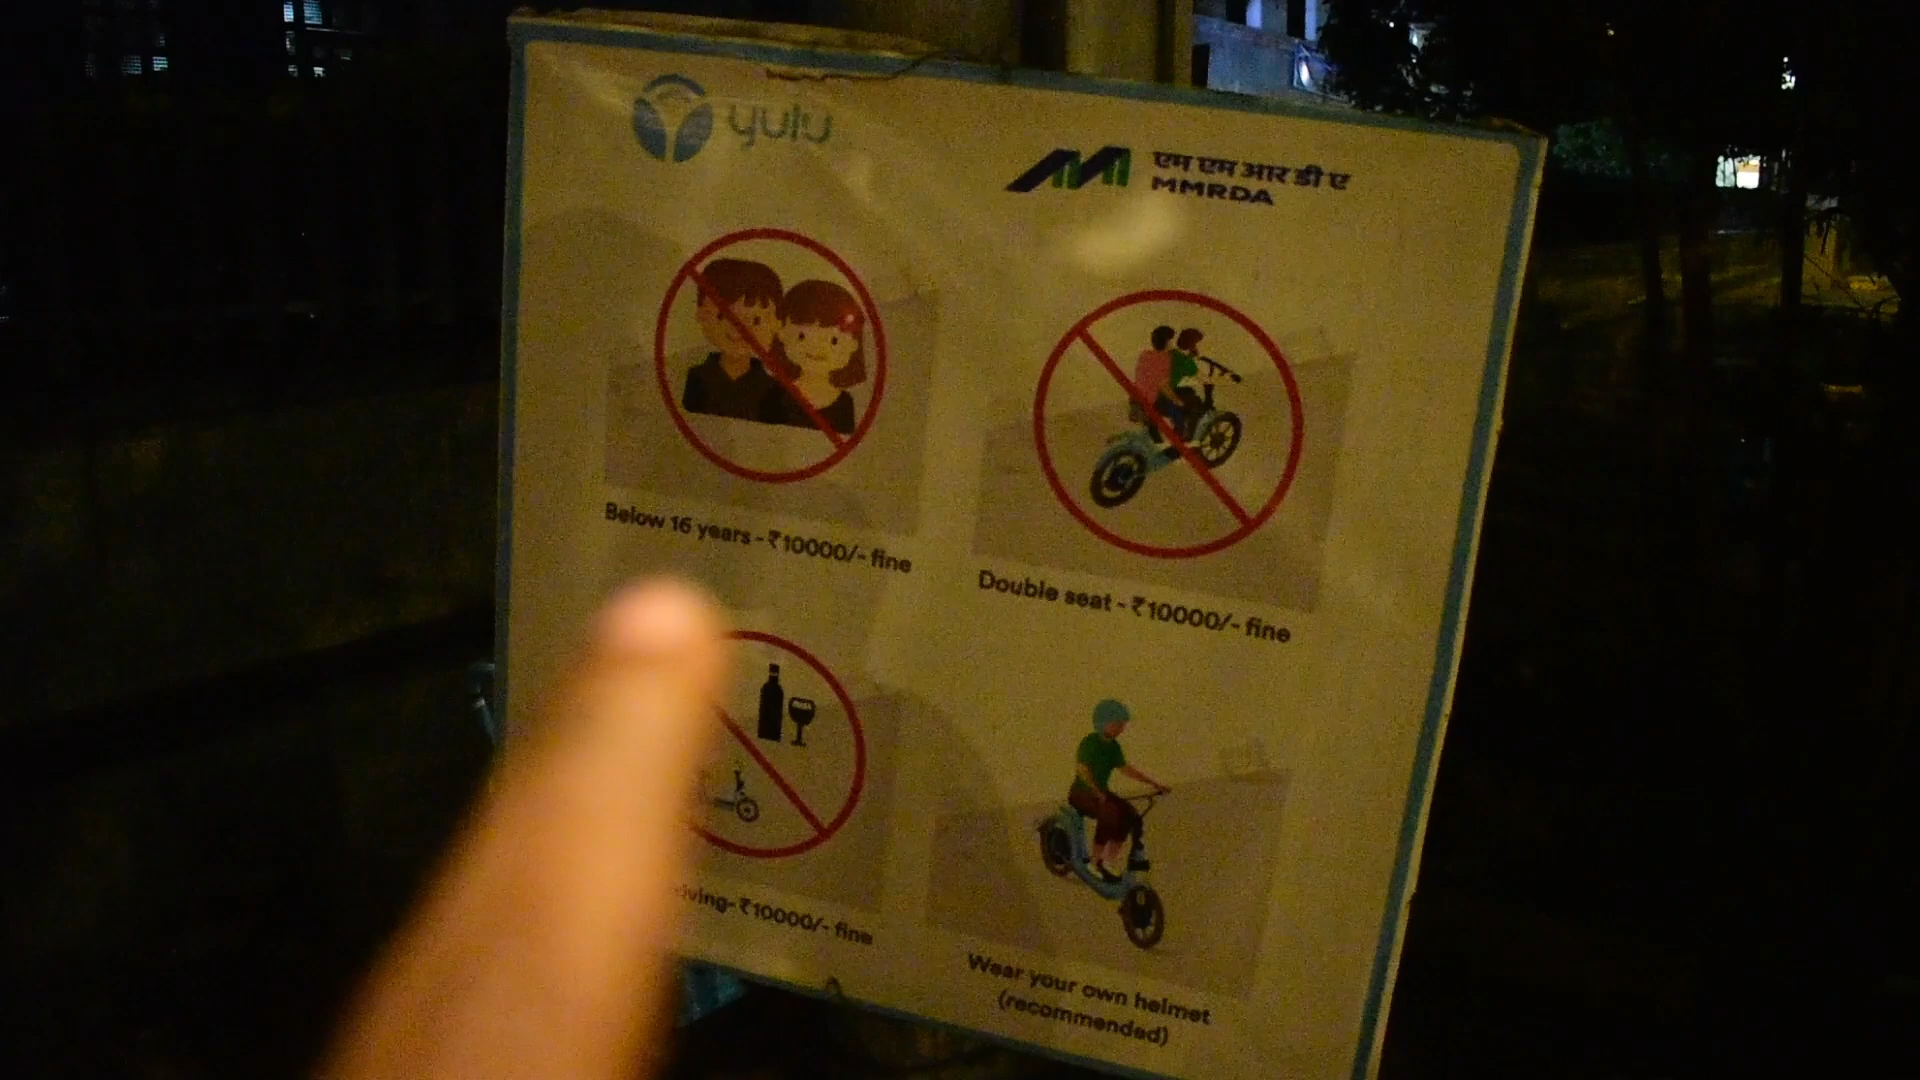 yulu
एम एम आर डी ए
MMRDA
Below 16 years - ₹10000/- fine
Double seat - ₹10000/- fine
₹10000/- fine
Wear your own helmet
(recommended)